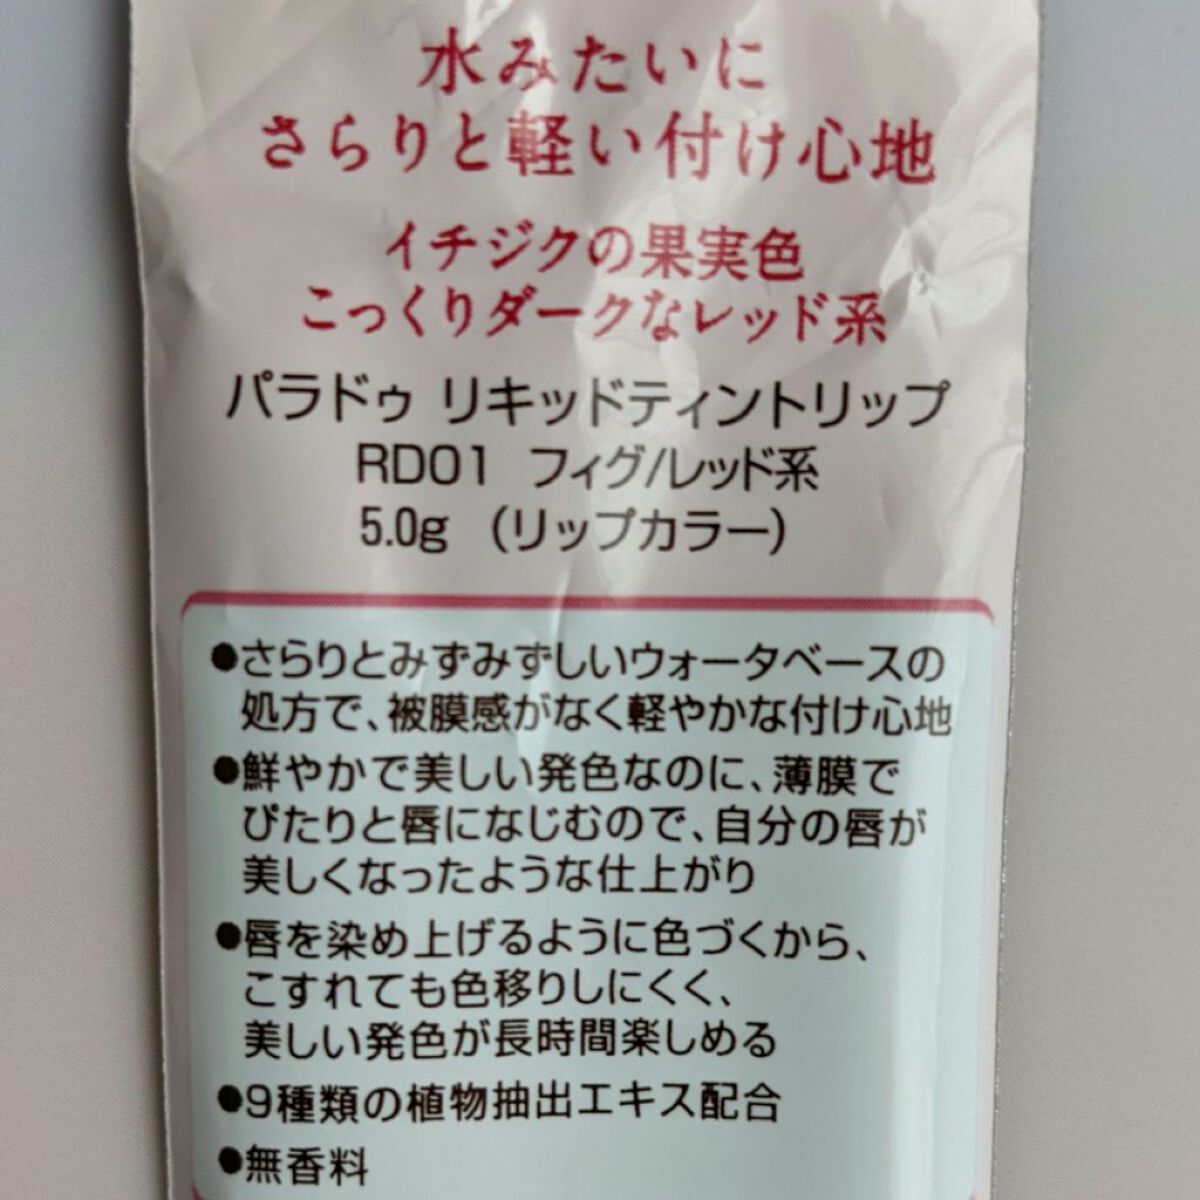 水みたいに
さらりと軽い付け心地
イチジクの果実色
こっくりダークなレッド系
パラドゥ リキッドティントリップ
RD01 フィグ/レッド系
5.0g （リップカラー）
●さらりとみずみずしいウォータベースの
処方で、被膜感がなく軽やかな付け心地
●鮮やかで美しい発色なのに、薄膜で
ぴたりと唇になじむので、自分の唇が
美しくなったような仕上がり
●唇を染め上げるように色づくから、
こすれても色移りしにくく、
美しい発色が長時間楽しめる
●9種類の植物抽出エキス配合
●無香料